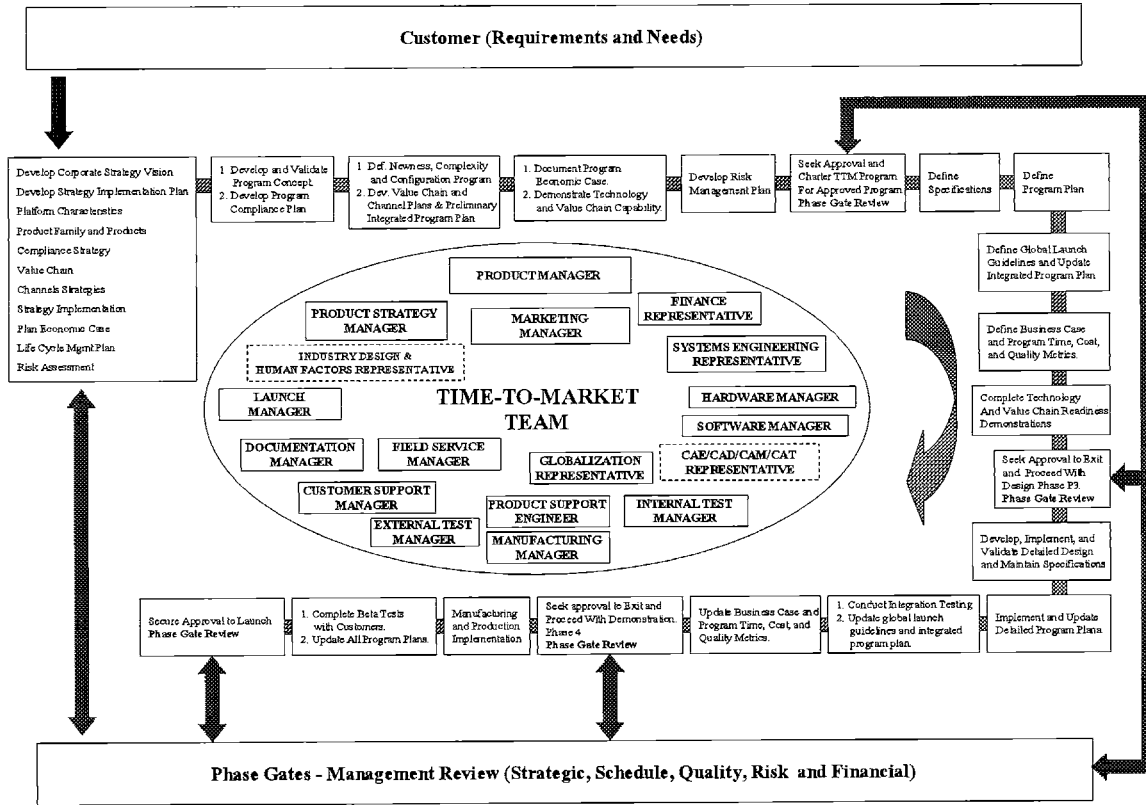 Customer (Requirements and Needs)
Develop Corporate Strategy Vision
Develop Strategy Implementation Plan
Platform Characteristics
Product Family and Products
Compliance Strategy
Value Chain
Channels Strategies
Strategy Implementation
Plan Economic Case
Life Cycle Mgmt Plan
Risk Assessment
1 Develop and Validate
Program Concept.
2. Develop Program
Compliance Plan
1 Def. Newness, Complexity
and Configuration Program
2. Dev. Value Chain and
Channel Plans & Preliminary
Integrated Program Plan
1. Document Program
Economic Case.
2. Demonstrate Technology
and Value Chain Capability.
Develop Risk
Management Plan
Seek Approval and
Charter TTM Program
For Approved Program
Phase Gate Review
Define
Specifications
Define
Program Plan
Define Global Launch
Guidelines and Update
Integrated Program Plan
Define Business Case
and Program Time, Cost,
and Quality Metrics.
Complete Technology
And Value Chain Readiness
Demonstrations
Seek Approval to Exit
and Proceed With
Design Phase P3.
Phase Gate Review
Develop, Implement, and
Validate Detailed Design
and Maintain Specifications
PRODUCT MANAGER
PRODUCT STRATEGY
MANAGER
MARKETING
MANAGER
FINANCE
REPRESENTATIVE
INDUSTRY DESIGN &
HUMAN FACTORS REPRESENTATIVE
SYSTEMS ENGINEERING
REPRESENTATIVE
LAUNCH
MANAGER
TIME-TO-MARKET
TEAM
HARDWARE MANAGER
SOFTWARE MANAGER
DOCUMENTATION
MANAGER
FIELD SERVICE
MANAGER
GLOBALIZATION
REPRESENTATIVE
CAE/CAD/CAM/CAT
REPRESENTATIVE
CUSTOMER SUPPORT
MANAGER
PRODUCT SUPPORT
ENGINEER
INTERNAL TEST
MANAGER
EXTERNAL TEST
MANAGER
MANUFACTURING
MANAGER
Secure Approval to Launch
Phase Gate Review
1. Complete Beta Tests
with Customers.
2. Update All Program Plans.
Manufacturing
and Production
Implementation
Seek approval to Exit and
Proceed With Demonstration.
Phase 4
Phase Gate Review
Update Business Case and
Program Time, Cost, and
Quality Metrics.
1. Conduct Integration Testing
2. Update global launch
guidelines and integrated
program plan.
Implement and Update
Detailed Program Plans.
Phase Gates - Management Review (Strategic, Schedule, Quality, Risk and Financial)